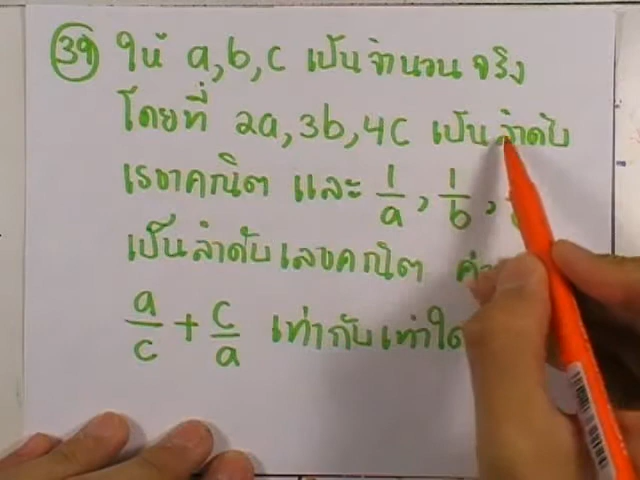 39 ให้ a, b, c เป็นจำนวนจริง
โดยที่ 2a, 3b, 4c เป็นลำดับ
เรขาคณิต และ 1/a, 1/b,
เป็นลำดับเลขคณิต
a/c + c/a เท่ากับเท่าใด